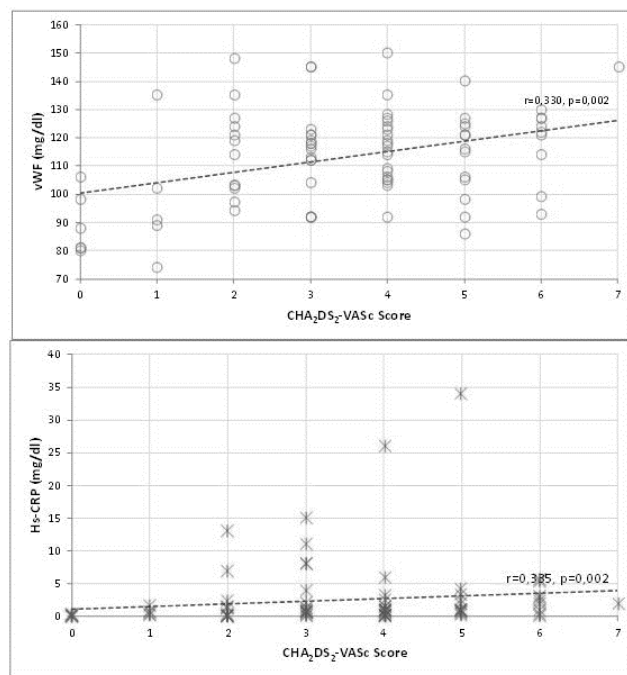 160
150
140
130
120
110
100
90
80
70
vWF (mg/dl)
r=0,330, p=0,002
0 1 2 3 4 5 6 7
CHA₂DS₂-VASc Score
40
35
30
25
20
15
10
5
0
Hs-CRP (mg/dl)
r=0,335, p=0,002
0 1 2 3 4 5 6 7
CHA₂DS₂-VASc Score